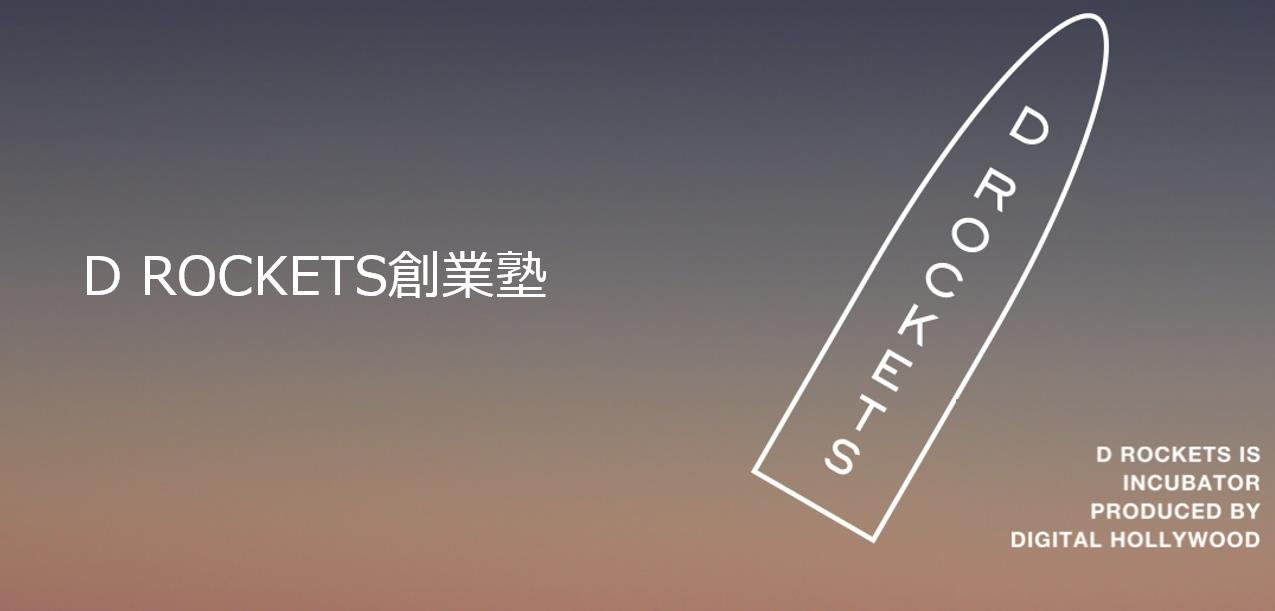 D ROCKETS創業塾
D ROCKETS
D ROCKETS IS
INCUBATOR
PRODUCED BY
DIGITAL HOLLYWOOD